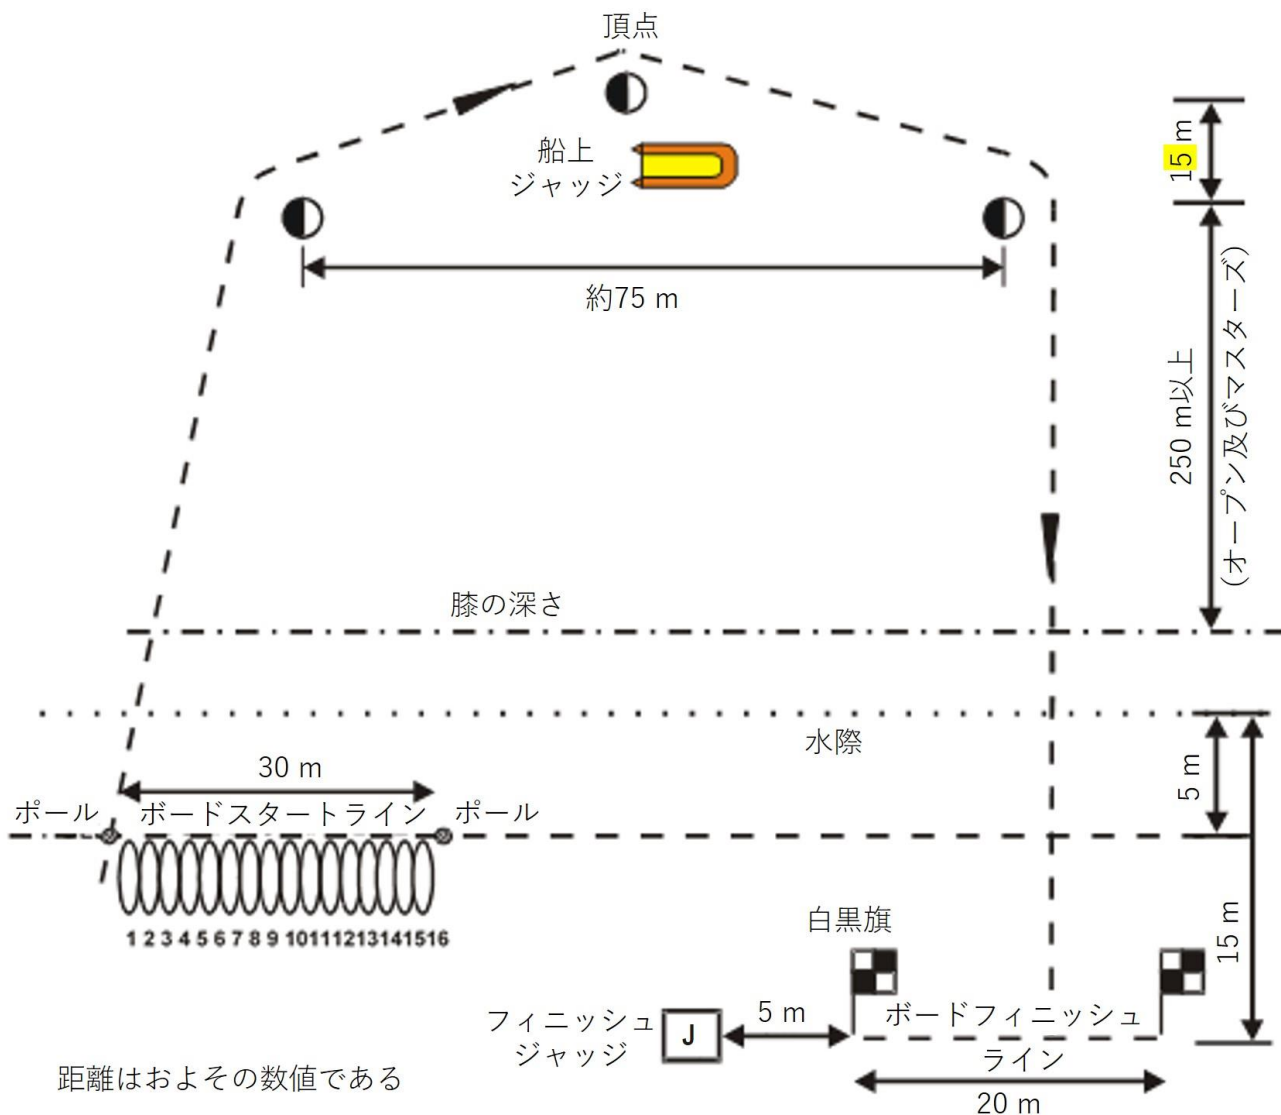 頂点
船上
ジャッジ
15 m
約75 m
250 m以上
(オープン及びマスターズ)
膝の深さ
水際
30 m
5 m
ポール
ボードスタートライン
ポール
1 2 3 4 5 6 7 8 9 10 11 12 13 14 15 16
白黒旗
15 m
フィニッシュ
ジャッジ
J
5 m
ボードフィニッシュ
ライン
20 m
距離はおよその数値である